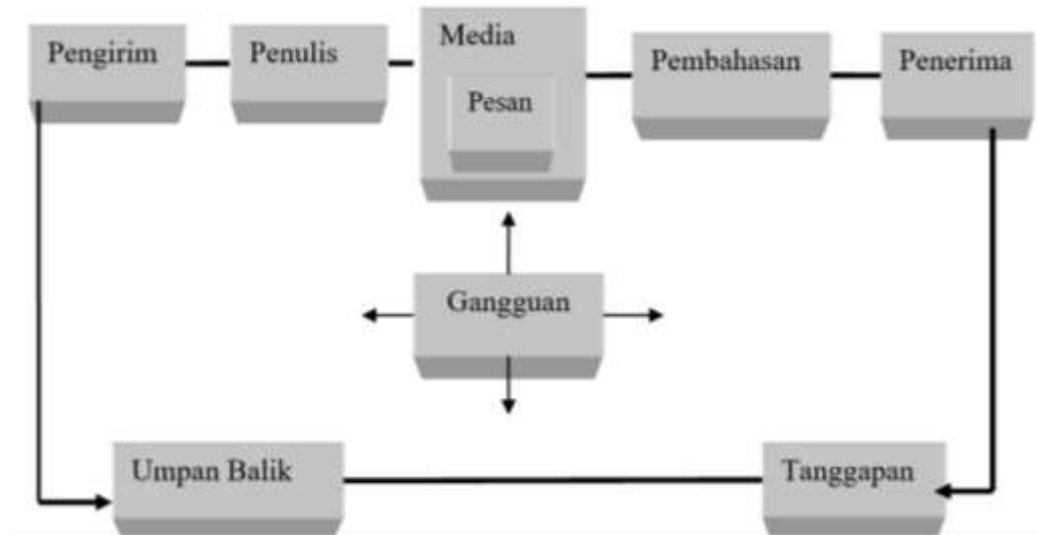 Pengirim
Penulis
Media
Pesan
Pembahasan
Penerima
Gangguan
Umpan Balik
Tanggapan